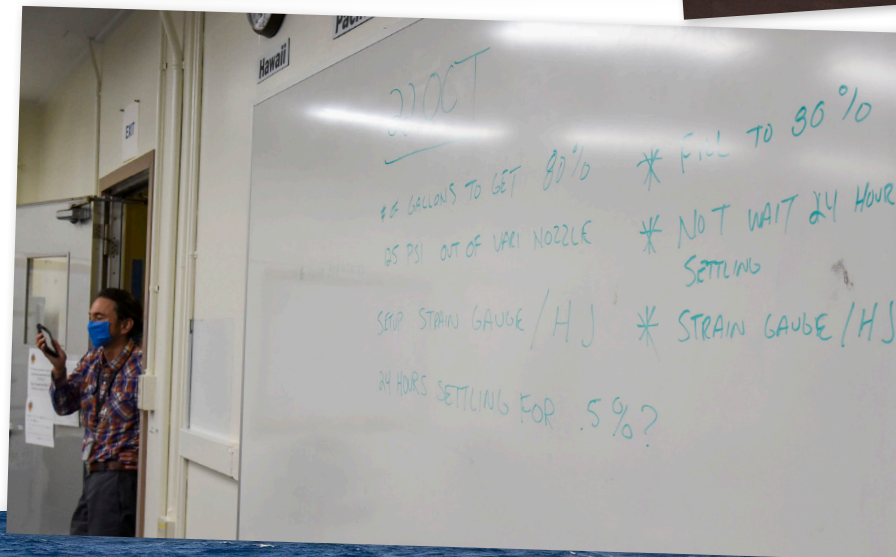 Hawaii
EXIT
22 OCT
# OF GALLONS TO GET 80%
25 PSI OUT OF VARI NOZZLE
SETUP STRAIN GAUGE / HJ
24 HOURS SETTLING FOR .5%?
* FILL TO 80%
* NOT WAIT 24 HOUR
SETTLING
* STRAIN GAUGE / HJ